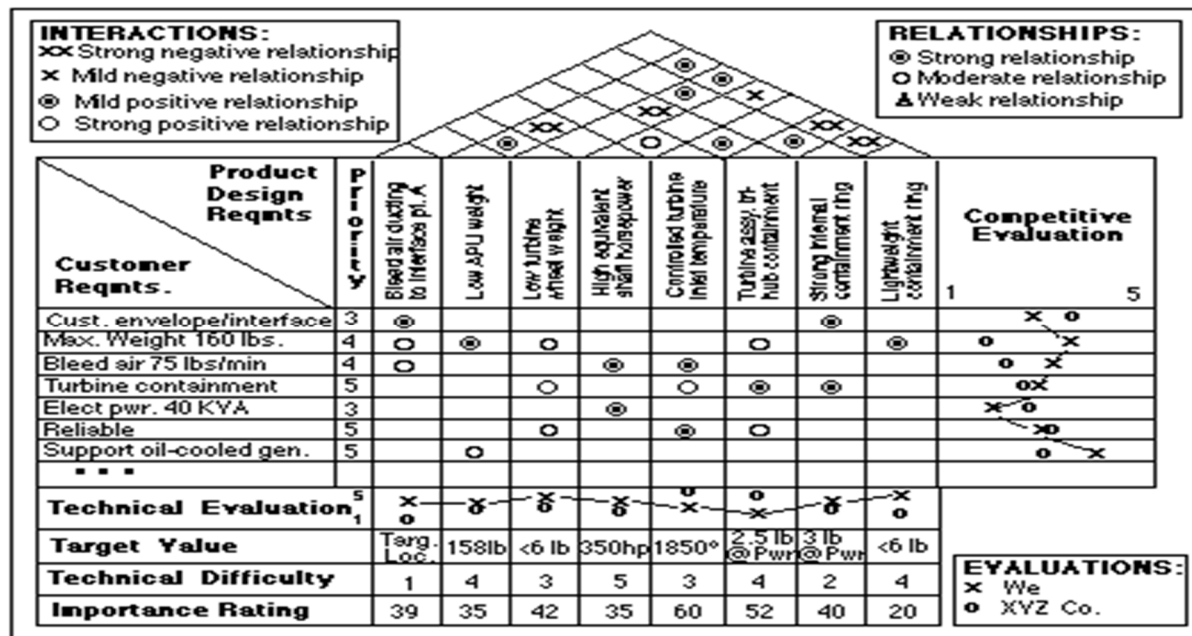 INTERACTIONS:
XX Strong negative relationship
X Mild negative relationship
Mild positive relationship
Strong positive relationship
RELATIONSHIPS:
Strong relationship
Moderate relationship
Weak relationship
Product
Design
Reqmts
Customer
Reqmts.
Priority
Bleed air ducting
to interface pt. A
Low APU weight
Low turbine
wheel weight
High equivalent
shaft horsepower
Controlled turbine
inlet temperature
Turbine assy. tri-
hub containment
Strong internal
containment ring
Lightweight
containment ring
Competitive
Evaluation
1 5
Cust. envelope/interface 3
Max. Weight 160 lbs. 4
Bleed air 75 lbs/min 4
Turbine containment 5
Elect pwr. 40 KYA 3
Reliable 5
Support oil-cooled gen. 5
...
Technical Evaluation 5
1
Target Value Targ. Loc. 158lb <6 lb 350hp 1850° 2.5 lb @Pwr 3 lb @Pwr <6 lb
Technical Difficulty 1 4 3 5 3 4 2 4
Importance Rating 39 35 42 35 60 52 40 20
EVALUATIONS:
X We
o XYZ Co.